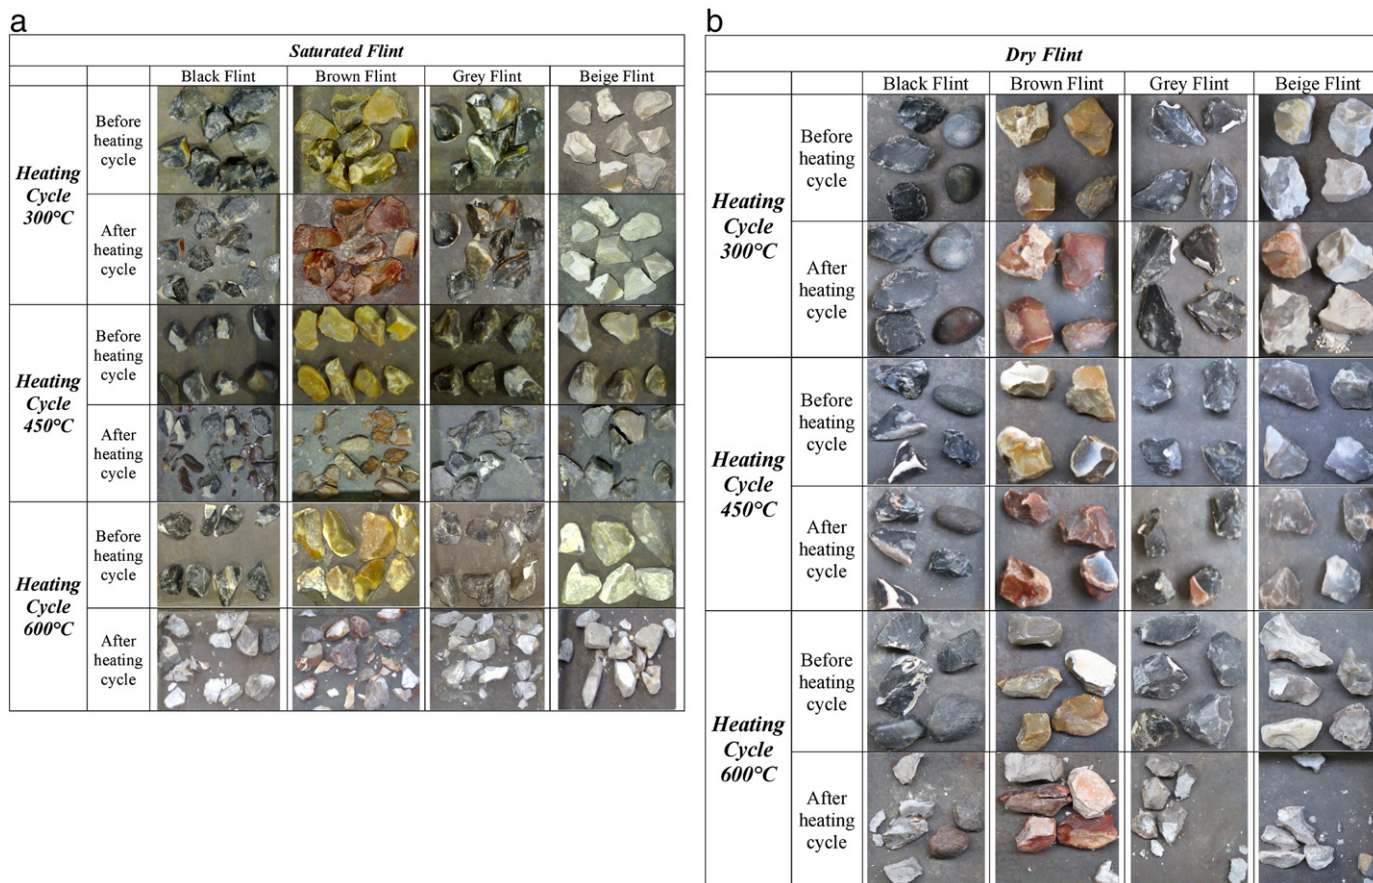 a
Saturated Flint
Black Flint Brown Flint Grey Flint Beige Flint
Heating
Cycle
300°C
Before
heating
cycle
After
heating
cycle
Heating
Cycle
450°C
Before
heating
cycle
After
heating
cycle
Heating
Cycle
600°C
Before
heating
cycle
After
heating
cycle
b
Dry Flint
Black Flint Brown Flint Grey Flint Beige Flint
Heating
Cycle
300°C
Before
heating
cycle
After
heating
cycle
Heating
Cycle
450°C
Before
heating
cycle
After
heating
cycle
Heating
Cycle
600°C
Before
heating
cycle
After
heating
cycle